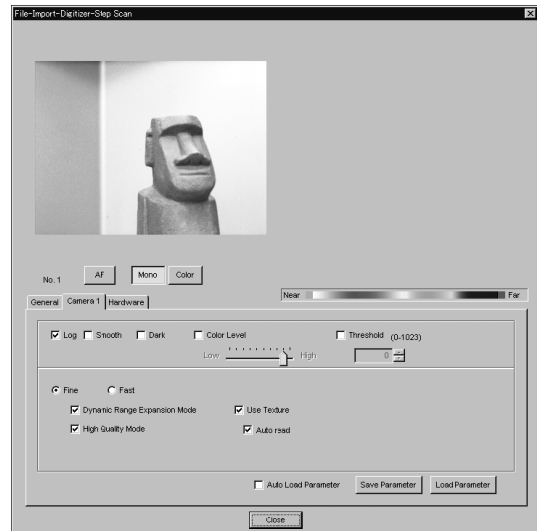 File-Import-Digitizer-Step Scan
No. 1 AF Mono Color
General Camera 1 Hardware
Near Far
Log Smooth Dark Color Level Threshold (0-1023)
Low High 0
Fine Fast
Dynamic Range Expansion Mode Use Texture
High Quality Mode Auto read
Auto Load Parameter Save Parameter Load Parameter
Close